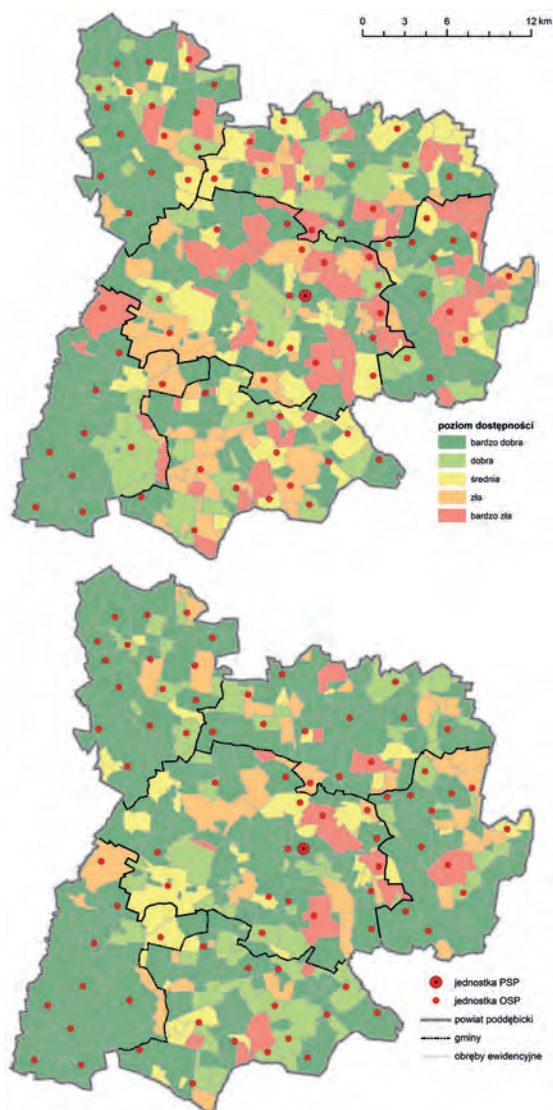 0 3 6 12 km
poziom dostępności
bardzo dobra
dobra
średnia
zła
bardzo zła
jednostka PSP
jednostka OSP
powiat poddębicki
gminy
obręby ewidencyjne